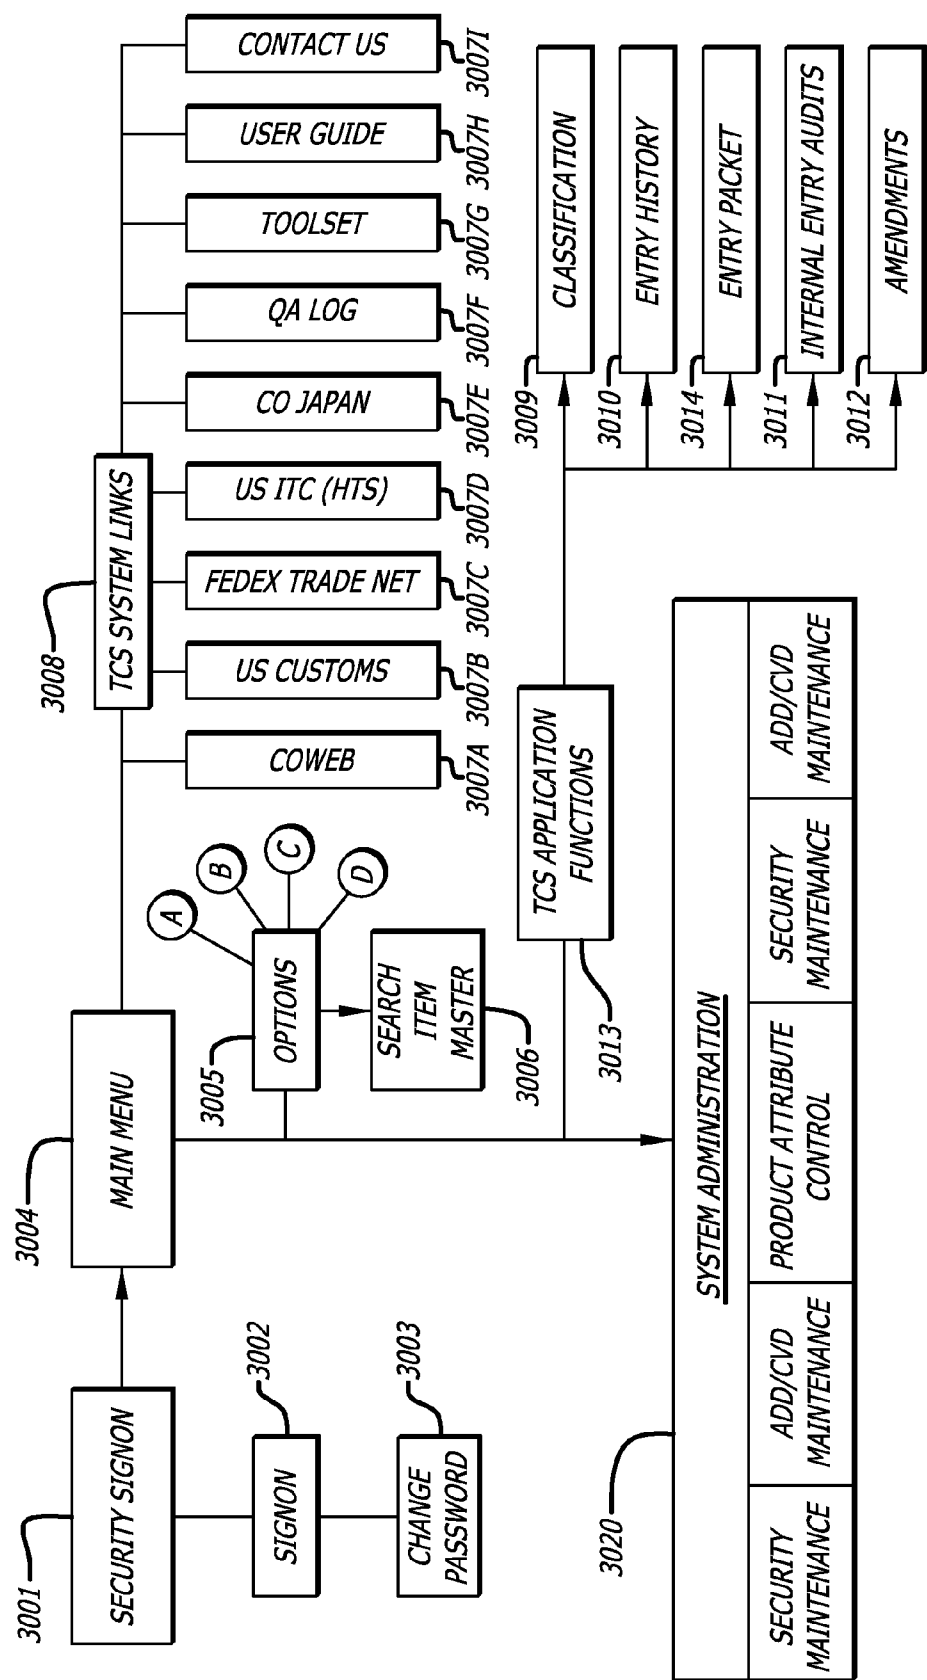 3001
SECURITY SIGNON
3002
SIGNON
3003
CHANGE
PASSWORD
3004
MAIN MENU
3005
OPTIONS
A
B
C
D
SEARCH
ITEM
MASTER
3006
3008
TCS SYSTEM LINKS
COWEB
3007A
US CUSTOMS
3007B
FEDEX TRADE NET
3007C
US ITC (HTS)
3007D
CO JAPAN
3007E
QA LOG
3007F
TOOLSET
3007G
USER GUIDE
3007H
CONTACT US
3007I
TCS APPLICATION
FUNCTIONS
3013
3009
CLASSIFICATION
3010
ENTRY HISTORY
3014
ENTRY PACKET
3011
INTERNAL ENTRY AUDITS
3012
AMENDMENTS
3020
SYSTEM ADMINISTRATION
SECURITY
MAINTENANCE
ADD/CVD
MAINTENANCE
PRODUCT ATTRIBUTE
CONTROL
SECURITY
MAINTENANCE
ADD/CVD
MAINTENANCE